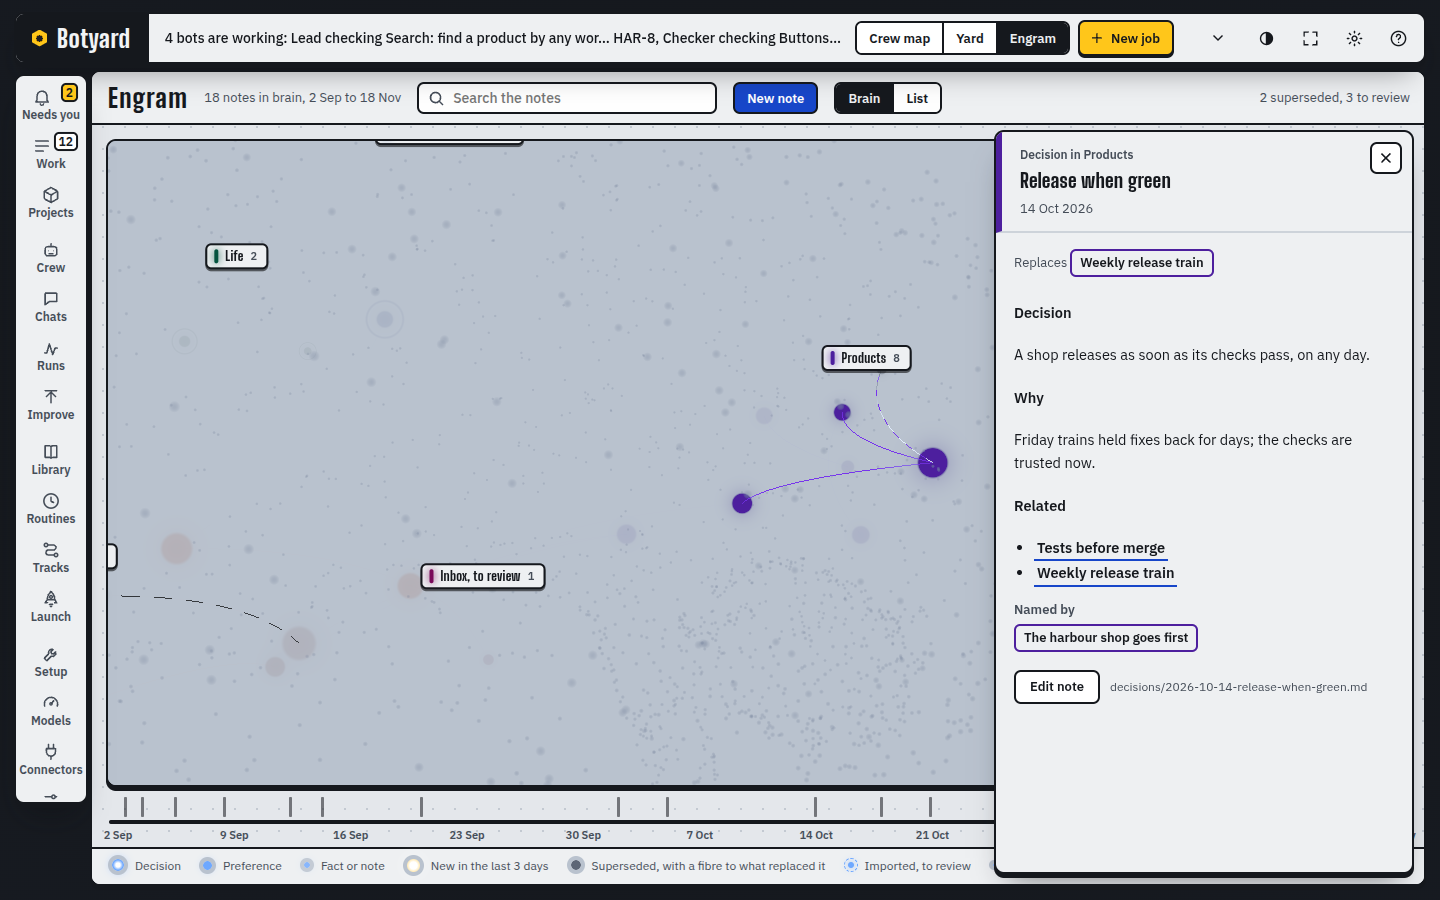 Botyard
4 bots are working: Lead checking Search: find a product by any wor... HAR-8, Checker checking Buttons...
Crew map
Yard
Engram
New job
2
Needs you
12
Work
Projects
Crew
Chats
Runs
Improve
Library
Routines
Tracks
Launch
Setup
Models
Connectors
Engram
18 notes in brain, 2 Sep to 18 Nov
Search the notes
New note
Brain
List
2 superseded, 3 to review
Life 2
Products 8
Inbox, to review 1
Decision in Products
Release when green
14 Oct 2026
Replaces Weekly release train
Decision
A shop releases as soon as its checks pass, on any day.
Why
Friday trains held fixes back for days; the checks are
trusted now.
Related
• Tests before merge
• Weekly release train
Named by
The harbour shop goes first
Edit note
decisions/2026-10-14-release-when-green.md
2 Sep
9 Sep
16 Sep
23 Sep
30 Sep
7 Oct
14 Oct
21 Oct
Decision
Preference
Fact or note
New in the last 3 days
Superseded, with a fibre to what replaced it
Imported, to review